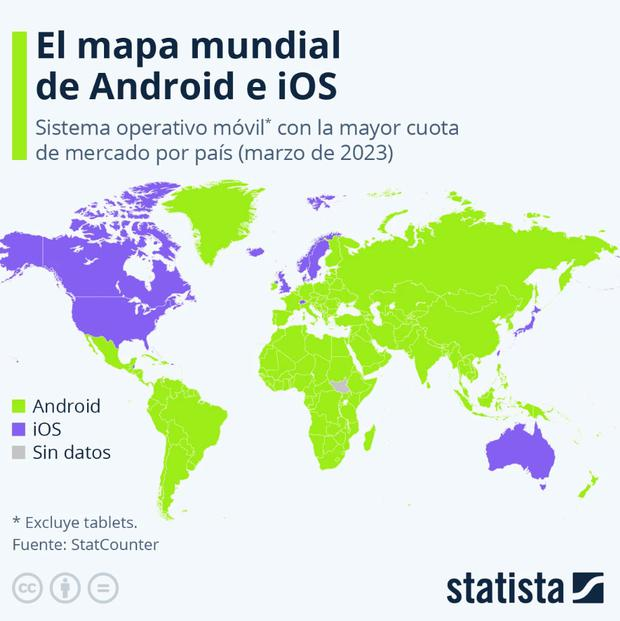 El mapa mundial
de Android e iOS
Sistema operativo móvil* con la mayor cuota
de mercado por país (marzo de 2023)
Android
iOS
Sin datos
* Excluye tablets.
Fuente: StatCounter
cc
statista